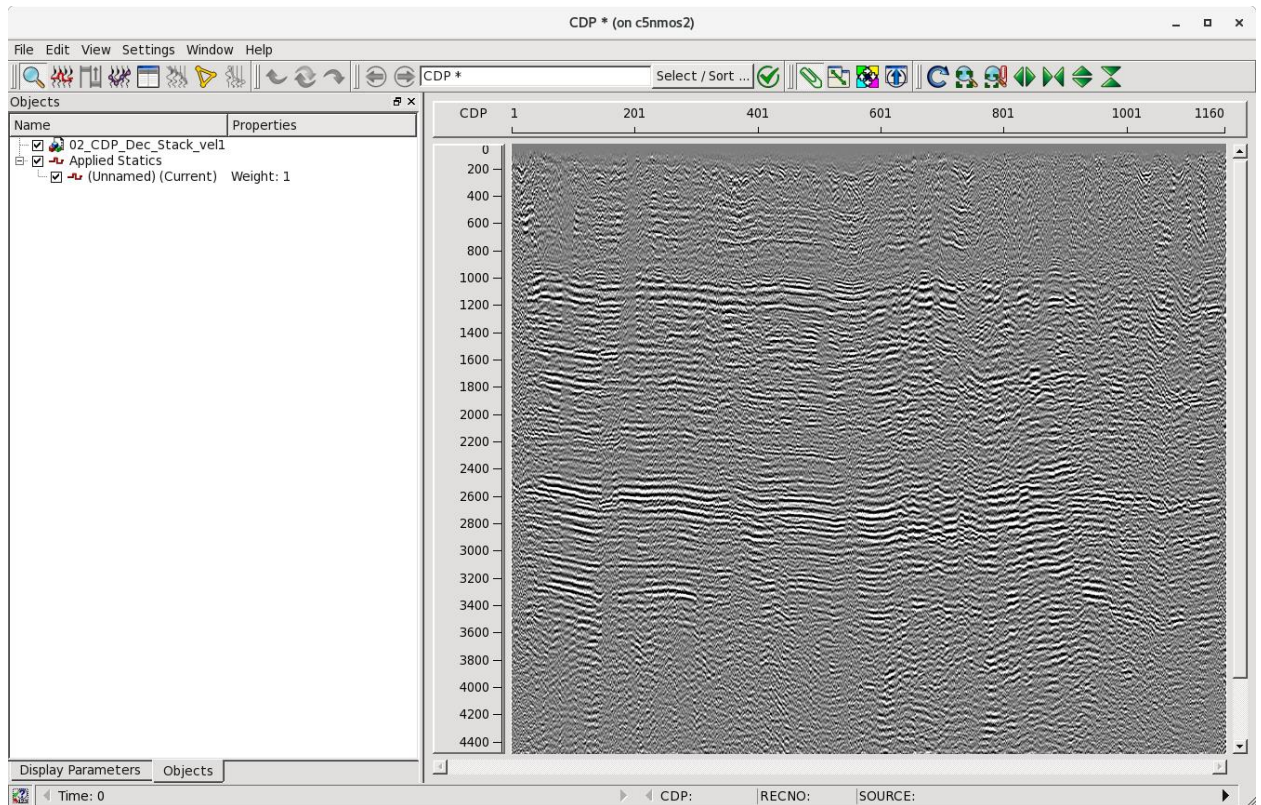 CDP * (on c5nmos2)
File Edit View Settings Window Help
CDP * Select / Sort ...
Objects
Name Properties
02_CDP_Dec_Stack_vel1
Applied Statics
(Unnamed) (Current) Weight: 1
CDP 1 201 401 601 801 1001 1160
0
200
400
600
800
1000
1200
1400
1600
1800
2000
2200
2400
2600
2800
3000
3200
3400
3600
3800
4000
4200
4400
Display Parameters Objects
Time: 0 CDP: RECNO: SOURCE: